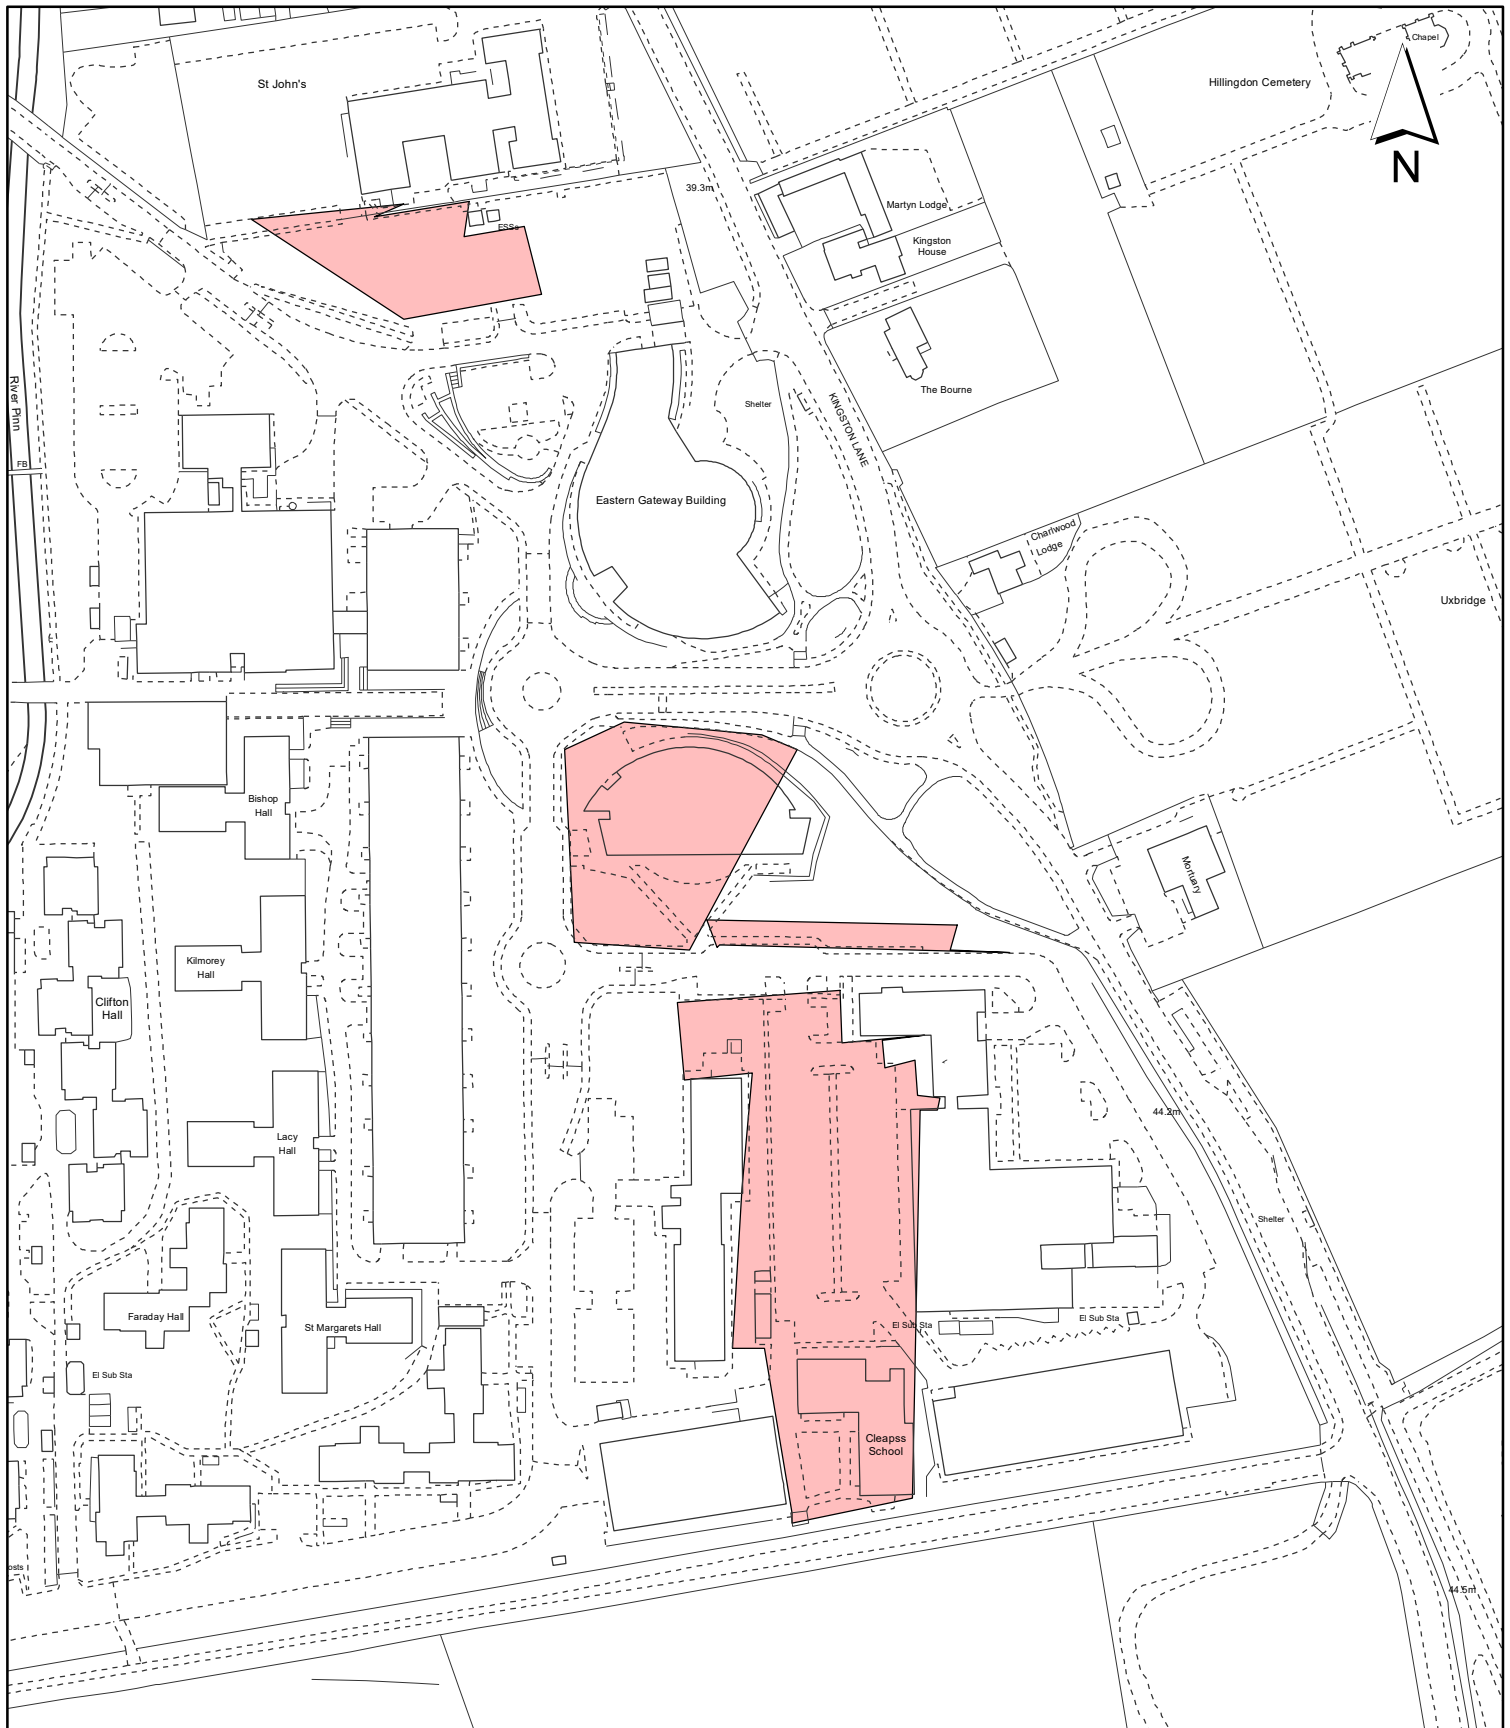 Chapel
St John's
Hillingdon Cemetery
N
39.3m
Martyn Lodge
ESSs
Kingston
House
River Pinn
The Bourne
Shelter
KINGSTON LANE
FB
Eastern Gateway Building
Charlwood
Lodge
Uxbridge
Bishop
Hall
Mortuary
Kilmorey
Hall
Clifton
Hall
44.2m
Lacy
Hall
Shelter
Faraday Hall
St Margarets Hall
El Sub Sta
El Sub Sta
El Sub Sta
Cleapss
School
osts
44.5m